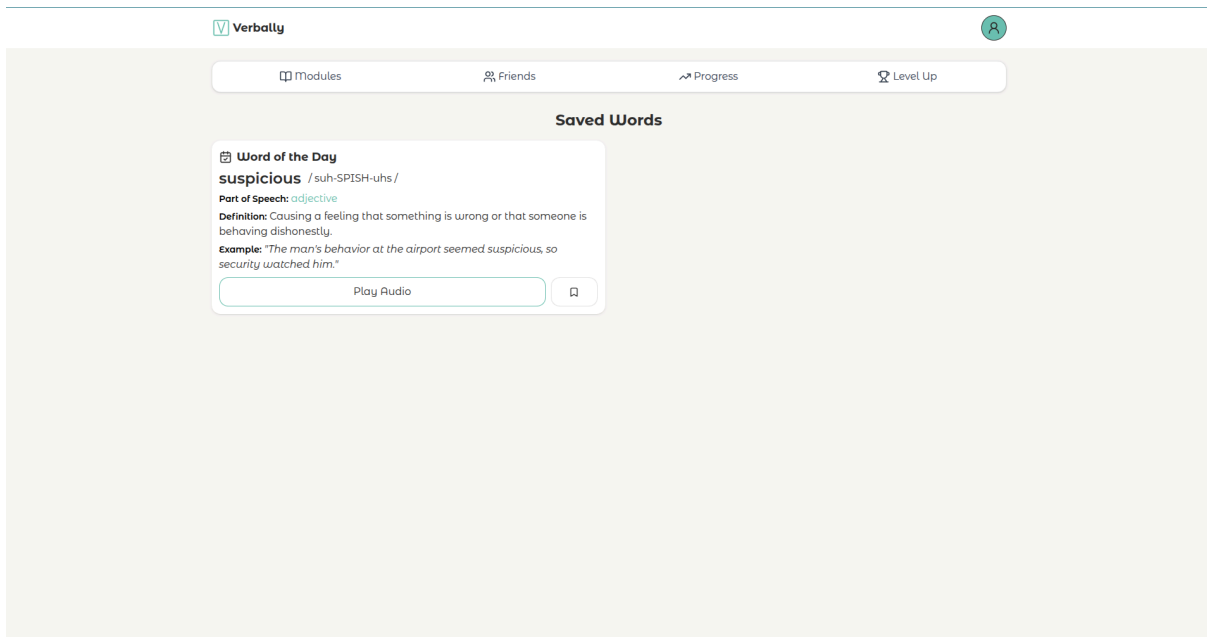 V Verbally
Modules Friends Progress Level Up
Saved Words
Word of the Day
suspicious /suh-SPISH-uhs/
Part of Speech: adjective
Definition: Causing a feeling that something is wrong or that someone is
behaving dishonestly.
Example: "The man's behavior at the airport seemed suspicious, so
security watched him."
Play Audio